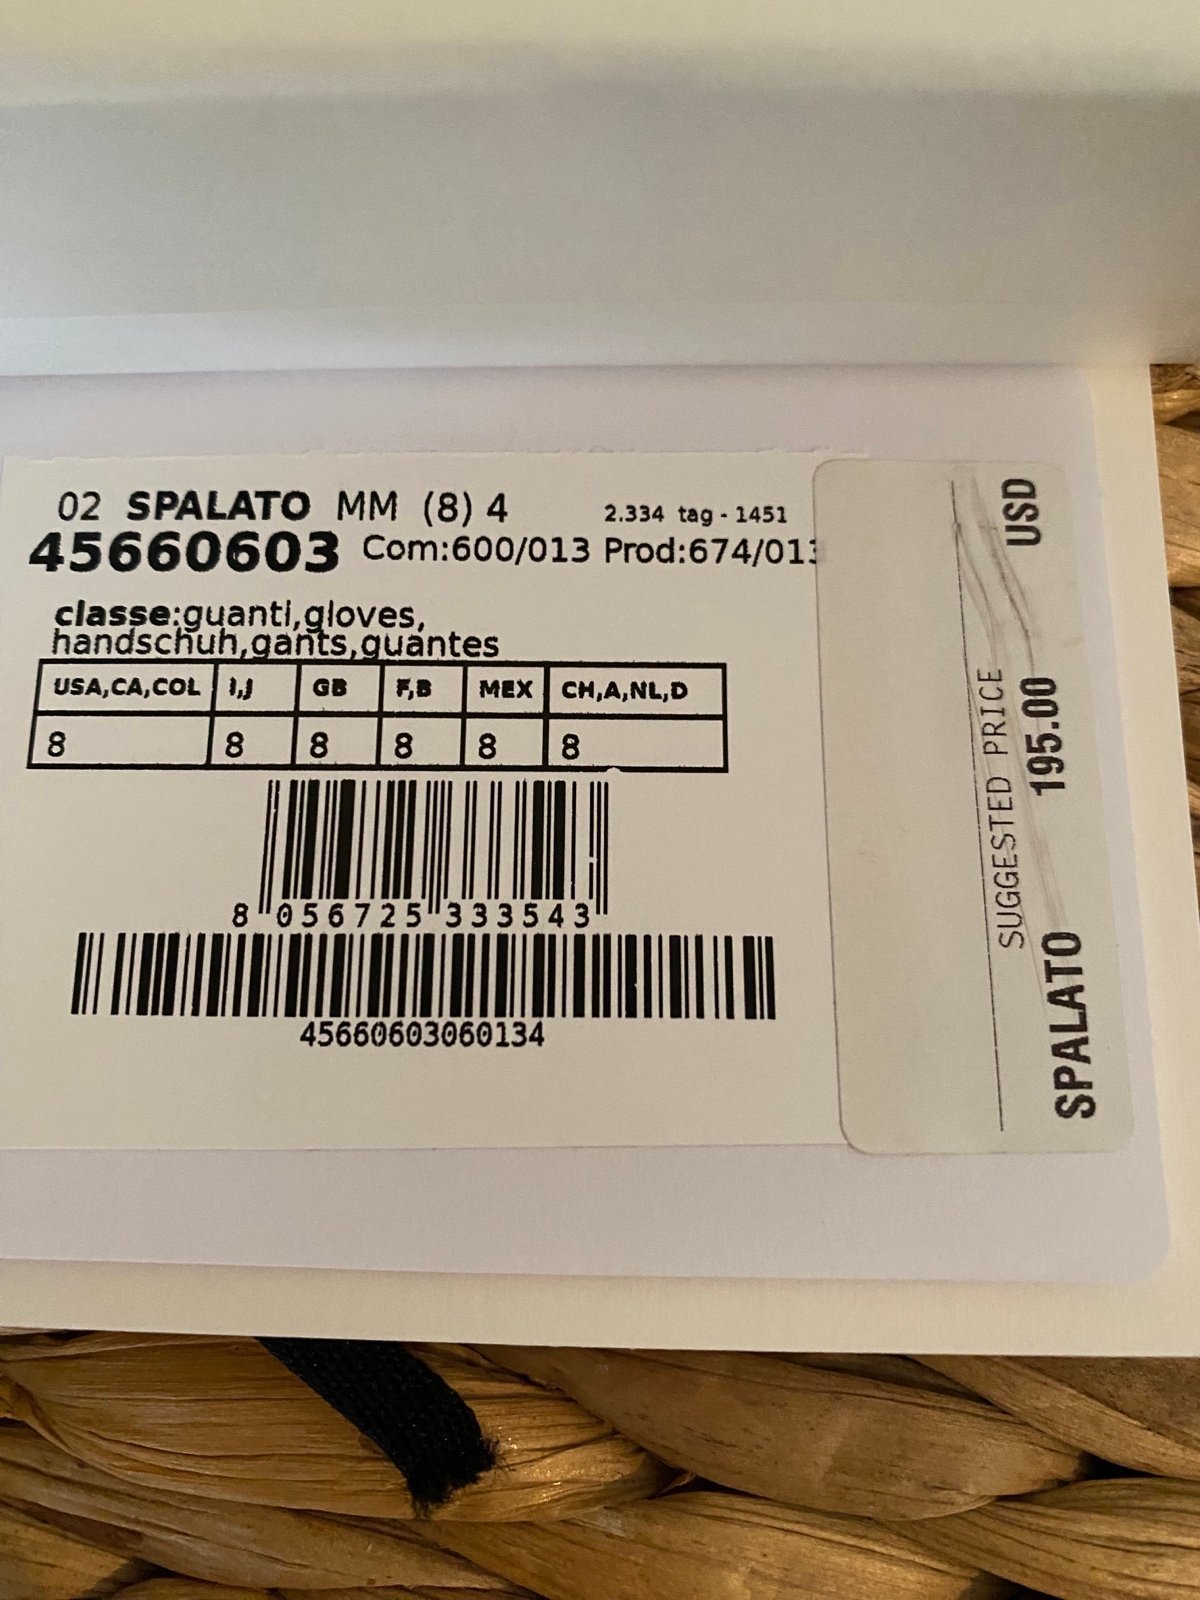 02 SPALATO MM (8) 4 2.334 tag - 1451
45660603 Com:600/013 Prod:674/013
classe:guanti,gloves,
handschuh,gants,guantes
USA,CA,COL I,J GB F,B MEX CH,A,NL,D
8 8 8 8 8 8
8 056725 333543
45660603060134
SUGGESTED PRICE
SPALATO 195.00 USD